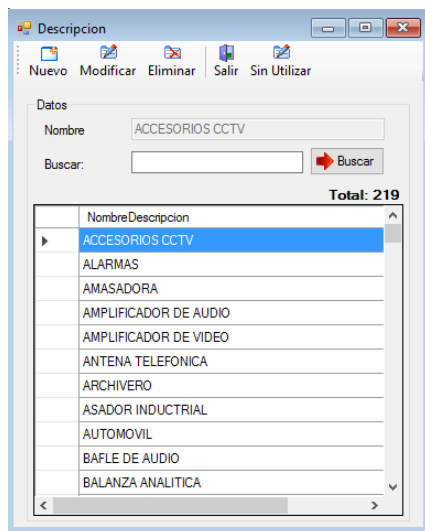 Descripcion
Nuevo Modificar Eliminar Salir Sin Utilizar
Datos
Nombre ACCESORIOS CCTV
Buscar: Buscar
Total: 219
NombreDescripcion
ACCESORIOS CCTV
ALARMAS
AMASADORA
AMPLIFICADOR DE AUDIO
AMPLIFICADOR DE VIDEO
ANTENA TELEFONICA
ARCHIVERO
ASADOR INDUCTRIAL
AUTOMOVIL
BAFLE DE AUDIO
BALANZA ANALITICA